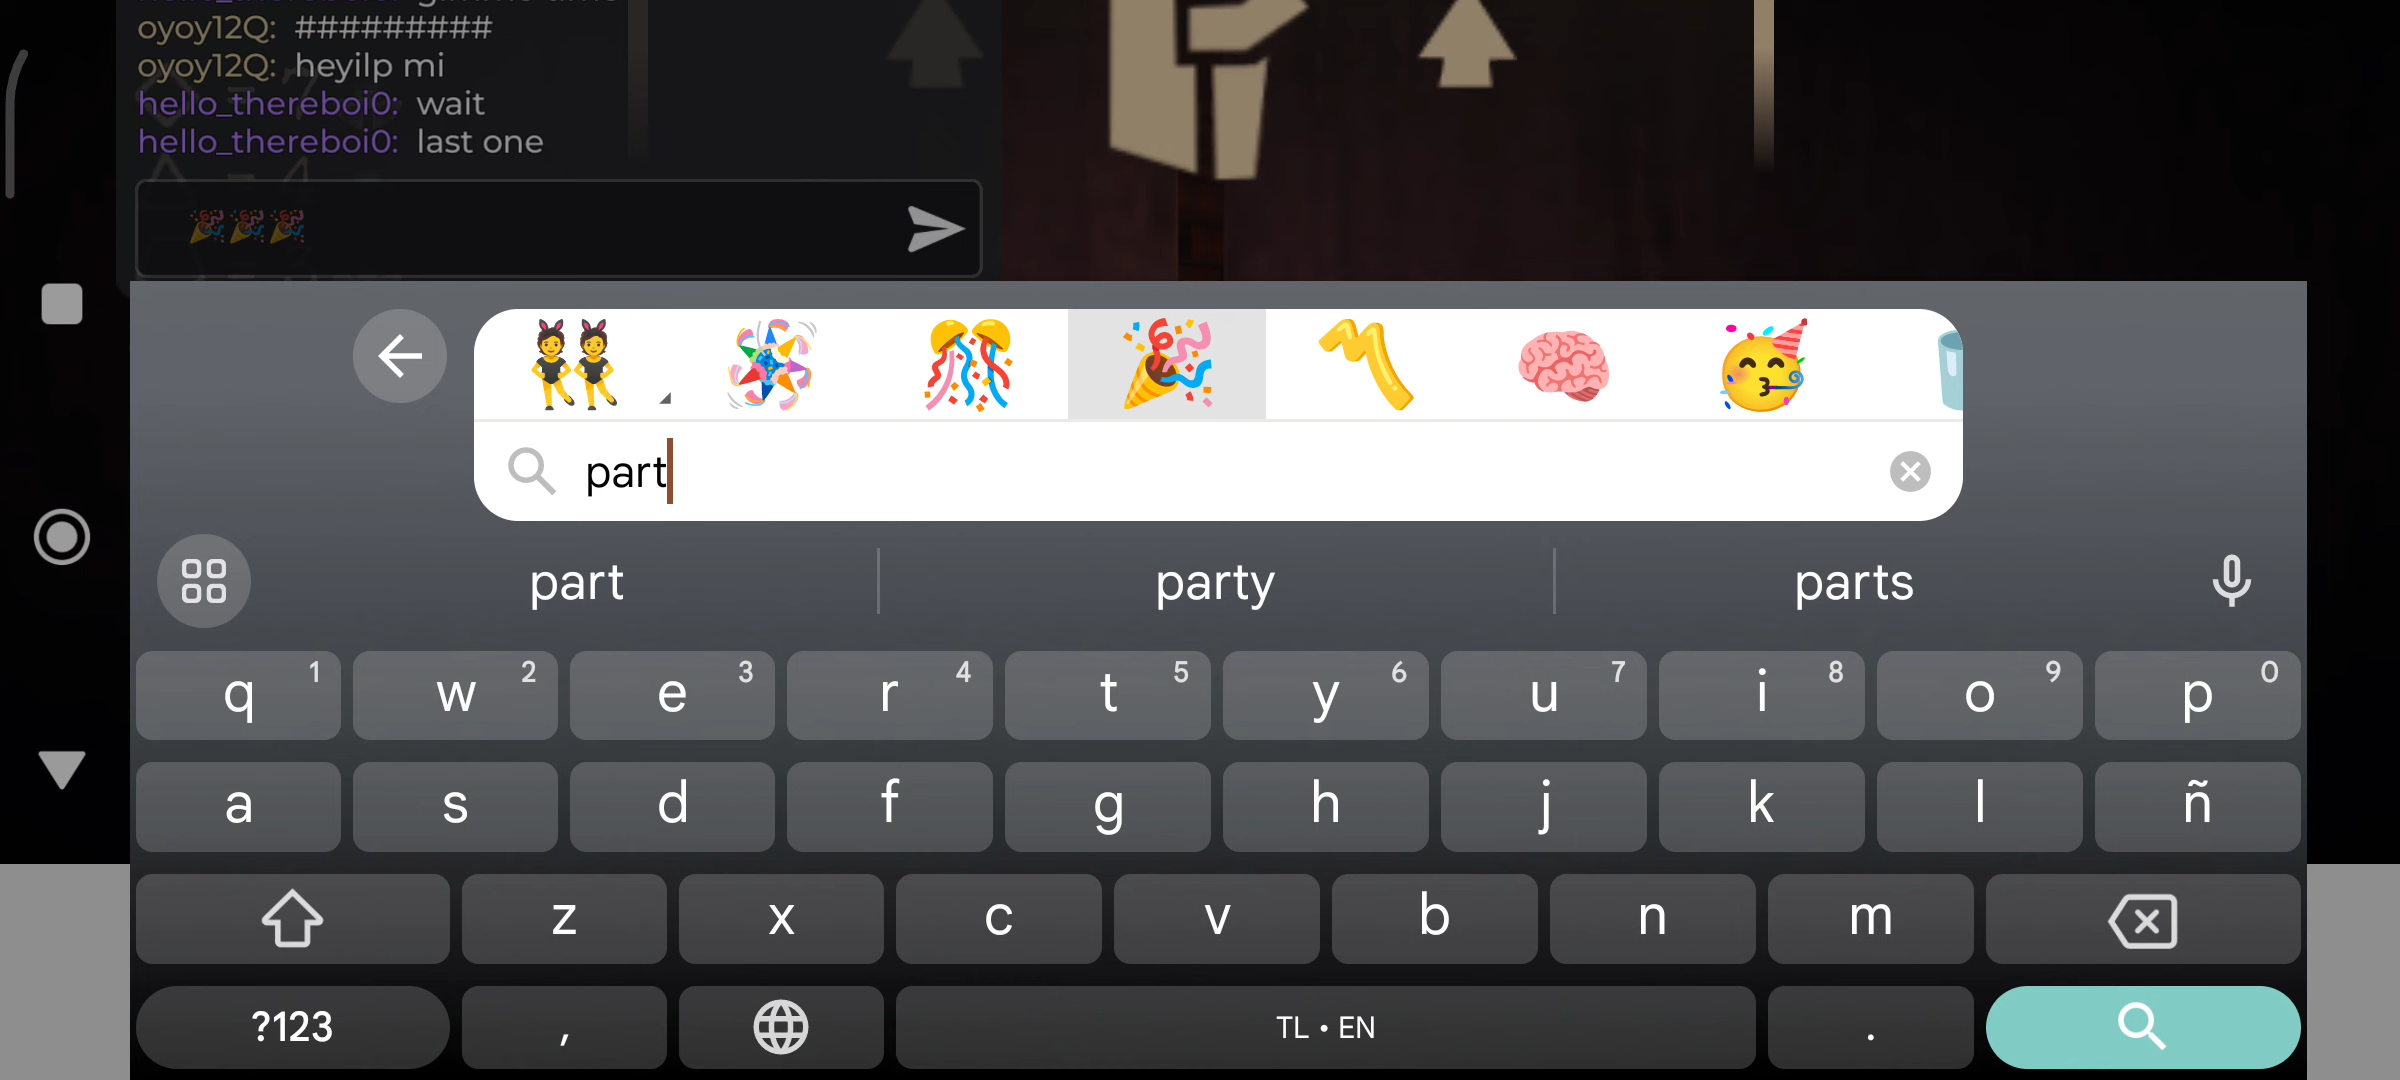 oyoy12Q: #########
oyoy12Q: heyilp mi
hello_thereboi0: wait
hello_thereboi0: last one
🎉🎉🎉
part
part party parts
q 1 w 2 e 3 r 4 t 5 y 6 u 7 i 8 o 9 p 0
a s d f g h j k l ñ
z x c v b n m
?123 , TL • EN .